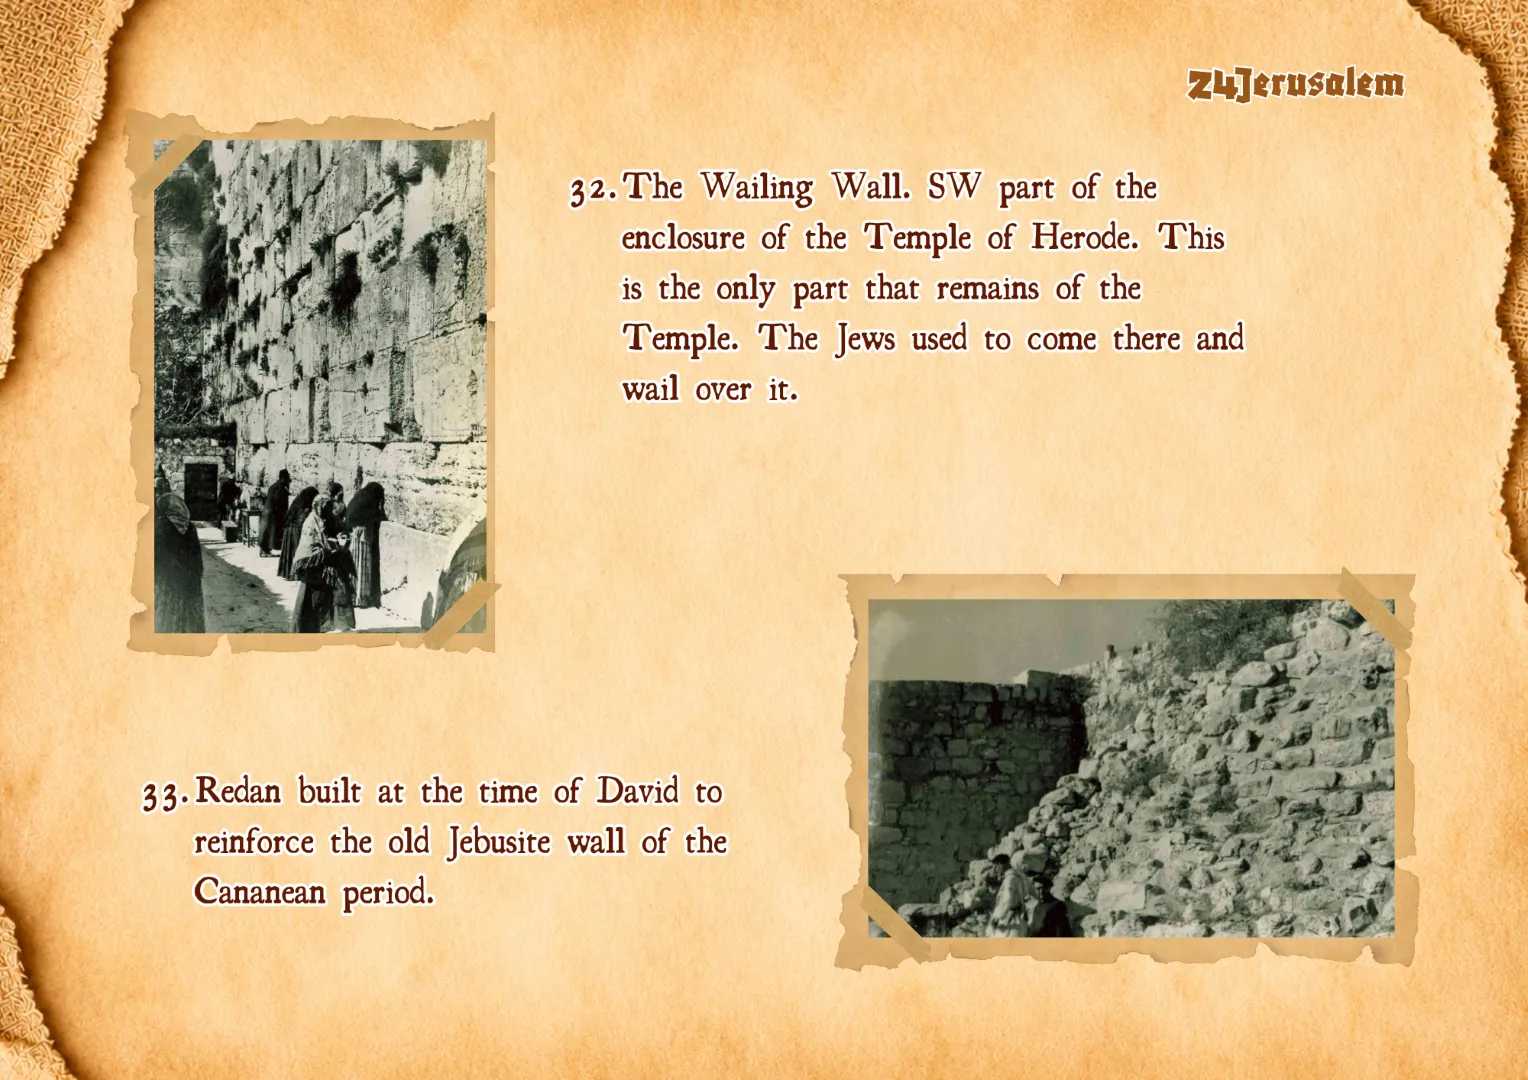 24Jerusalem
32. The Wailing Wall. SW part of the
enclosure of the Temple of Herode. This
is the only part that remains of the
Temple. The Jews used to come there and
wail over it.
33. Redan built at the time of David to
reinforce the old Jebusite wall of the
Cananean period.